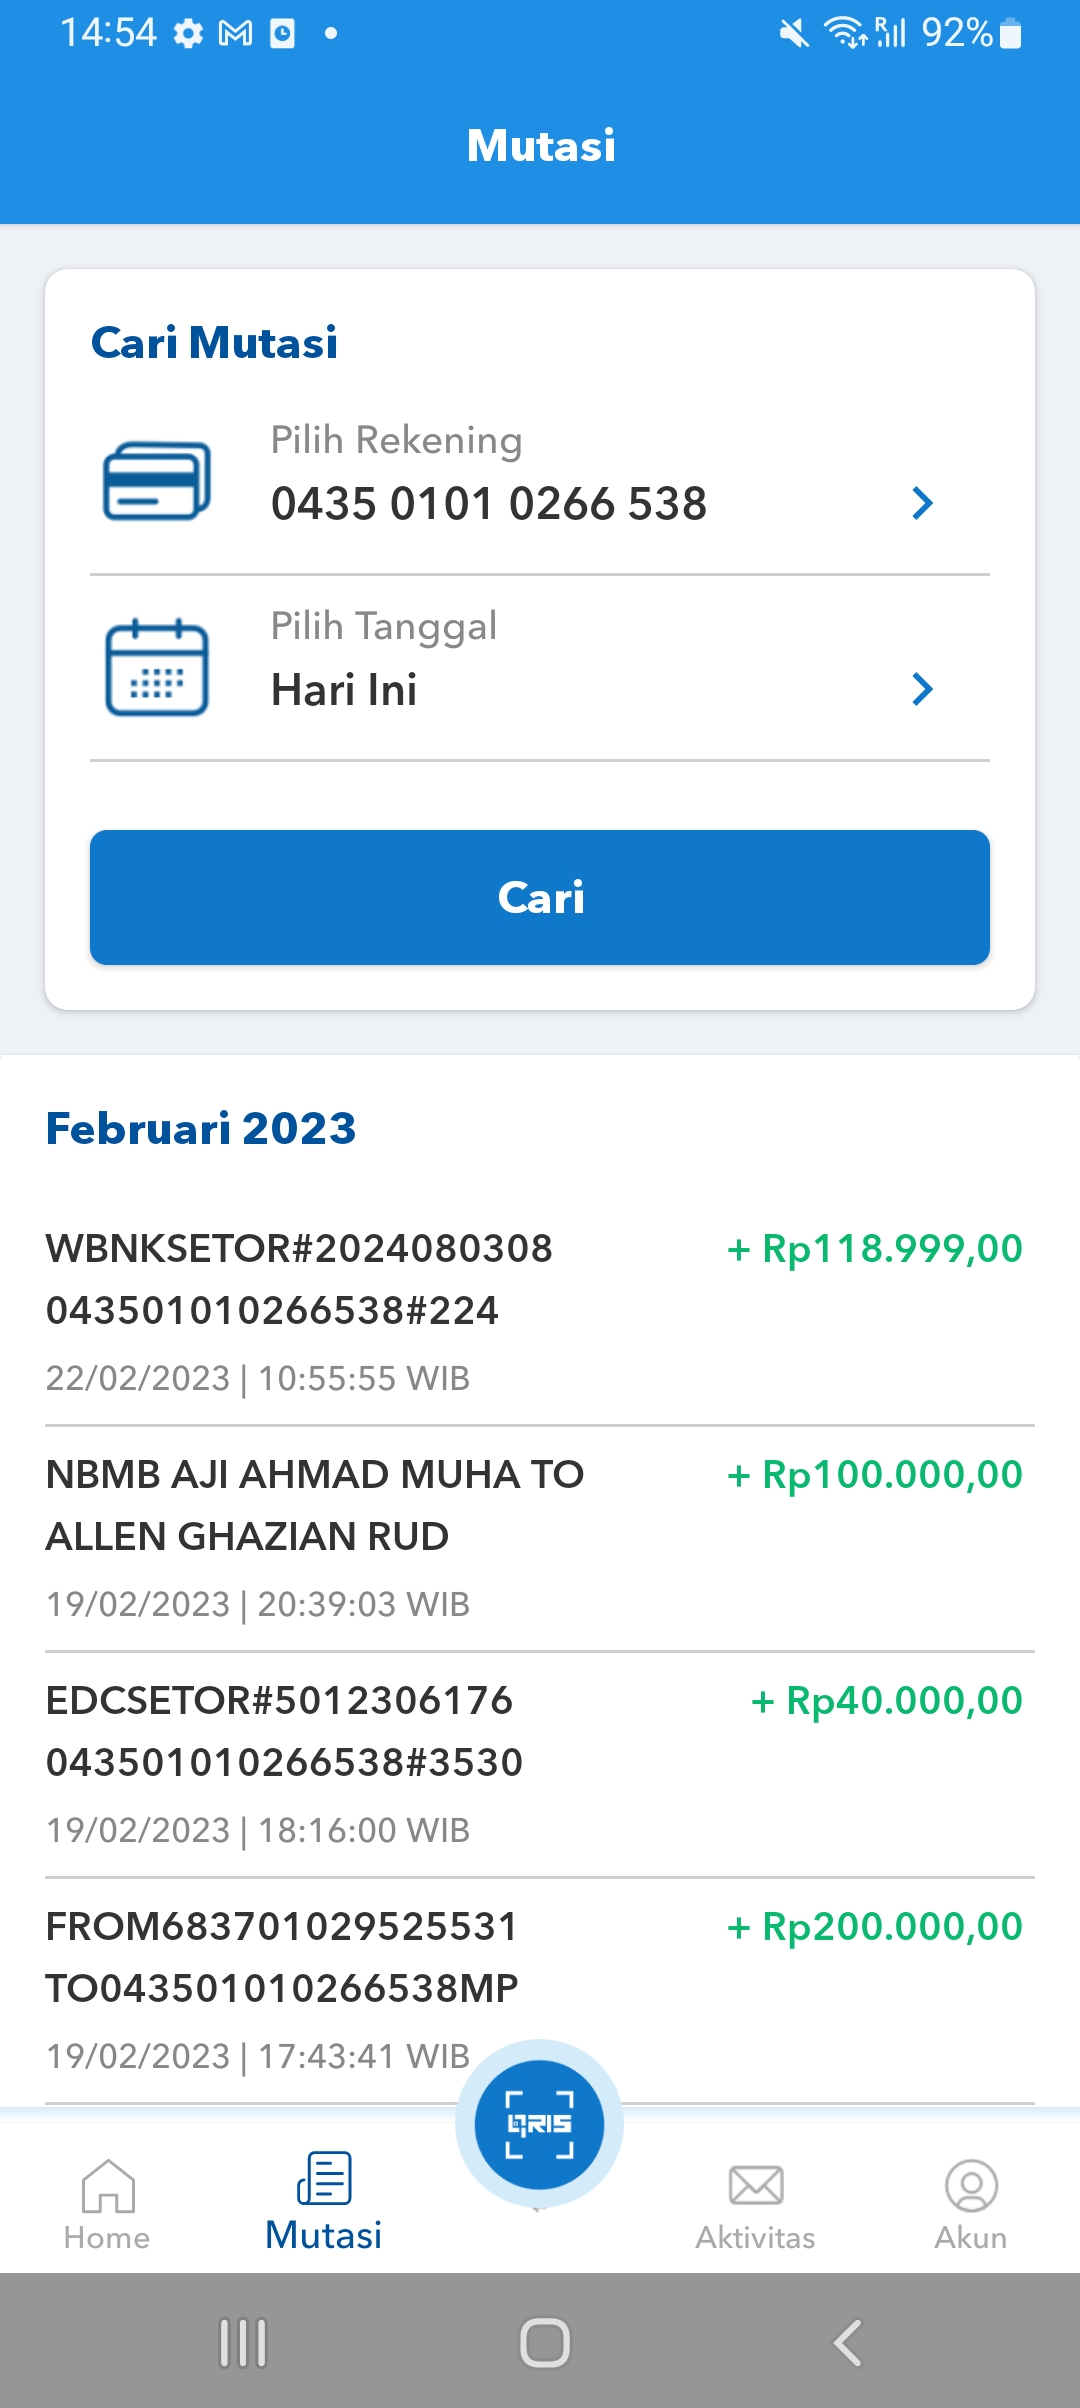 14:54
R
92%
Mutasi
Cari Mutasi
Pilih Rekening
0435 0101 0266 538
Pilih Tanggal
Hari Ini
Cari
Februari 2023
WBNKSETOR#2024080308 + Rp118.999,00
043501010266538#224
22/02/2023 | 10:55:55 WIB
NBMB AJI AHMAD MUHA TO + Rp100.000,00
ALLEN GHAZIAN RUD
19/02/2023 | 20:39:03 WIB
EDCSETOR#5012306176 + Rp40.000,00
043501010266538#3530
19/02/2023 | 18:16:00 WIB
FROM683701029525531 + Rp200.000,00
TO043501010266538MP
19/02/2023 | 17:43:41 WIB
QRIS
Home Mutasi Aktivitas Akun